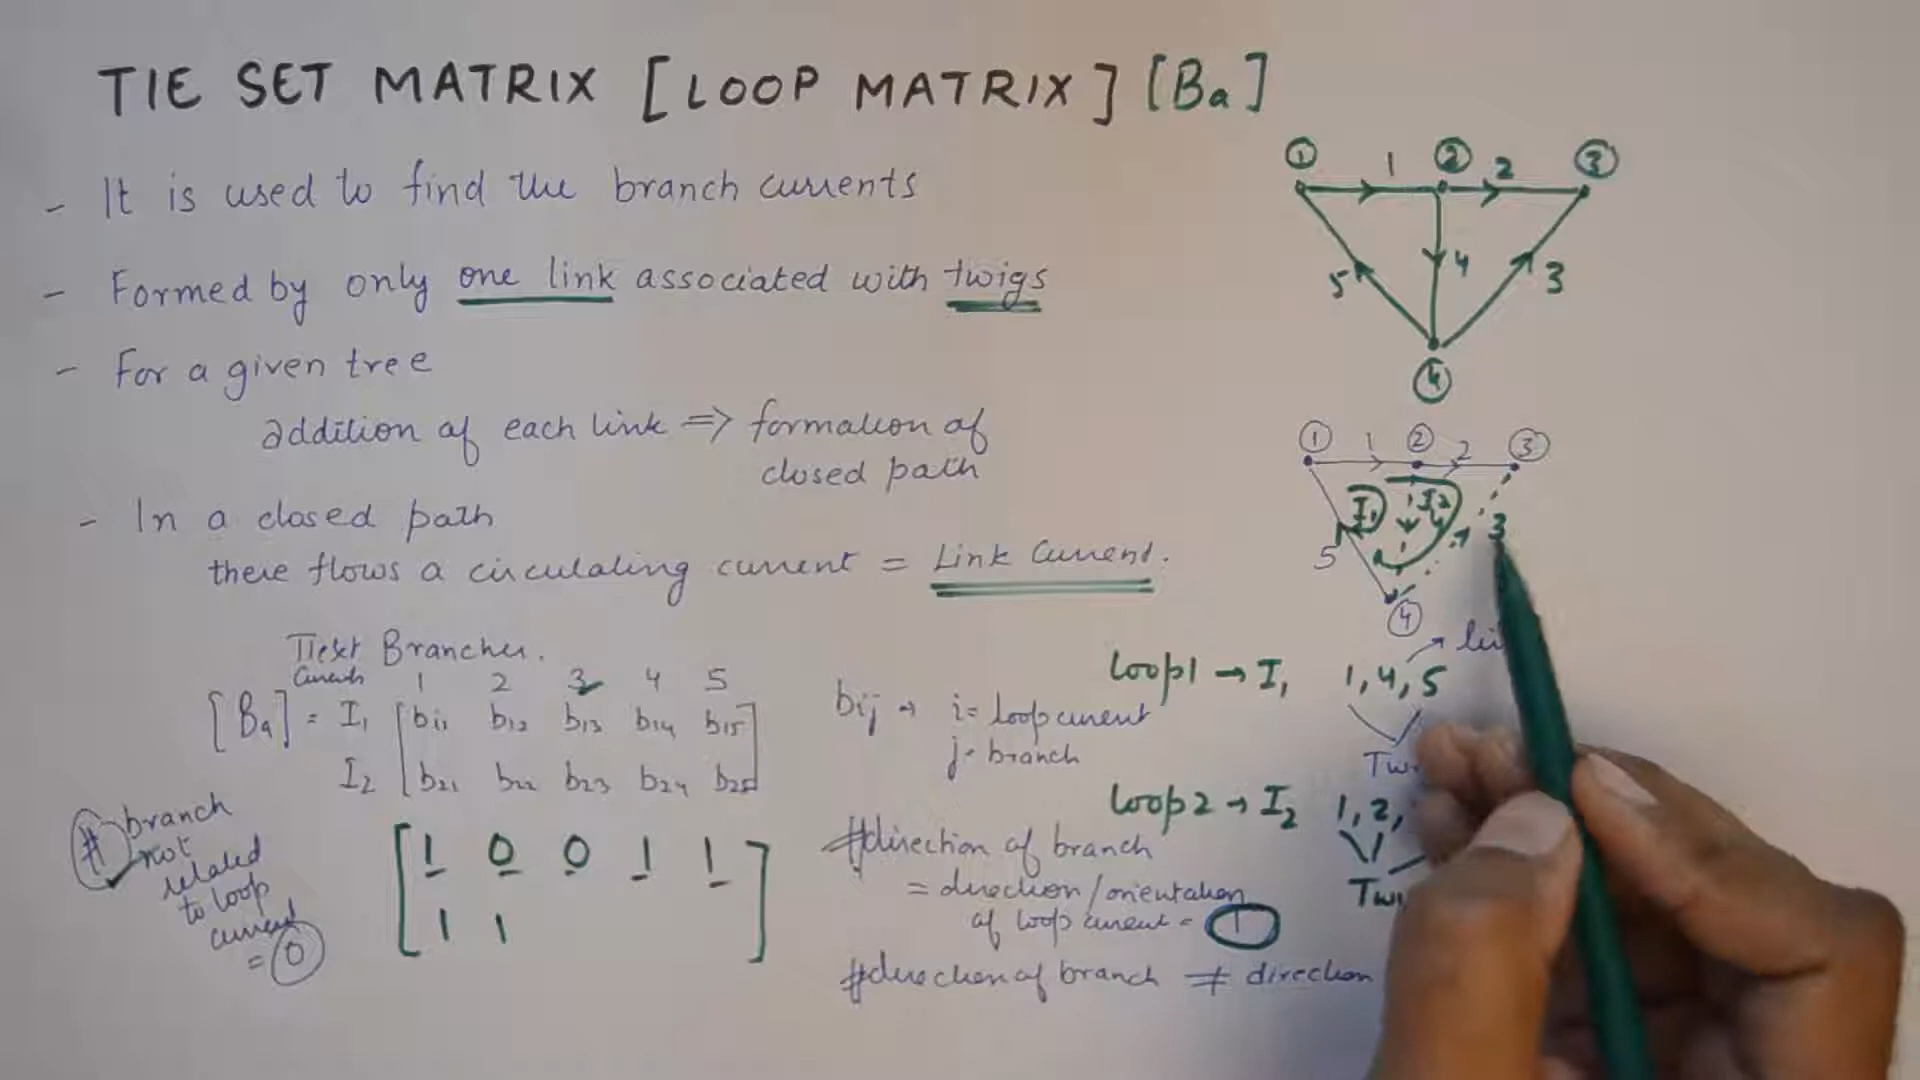 TIE SET MATRIX [LOOP MATRIX] [Ba]
- It is used to find the branch currents
- Formed by only one link associated with twigs
- For a given tree
addition of each link => formation of
closed path
- In a closed path
there flows a circulating current = Link Current.
① 1 ② 2 ③
5 4 3
④
① 1 ② 2 ③
I₁ I₂
4 3
5
④
Tieset Branches.
Currents 1 2 3 4 5
[Ba] = I₁ [b11 b12 b13 b14 b15]
I₂ [b21 b22 b23 b24 b25]
bij → i = loop current
j = branch
Loop1 → I₁ 1, 4, 5
Loop2 → I₂ 1, 2,
# branch
not
related
to loop
current
= 0
[1 0 0 1 1
1 1 ]
# direction of branch
= direction/orientation
of loop current = 1
# direction of branch ≠ direction